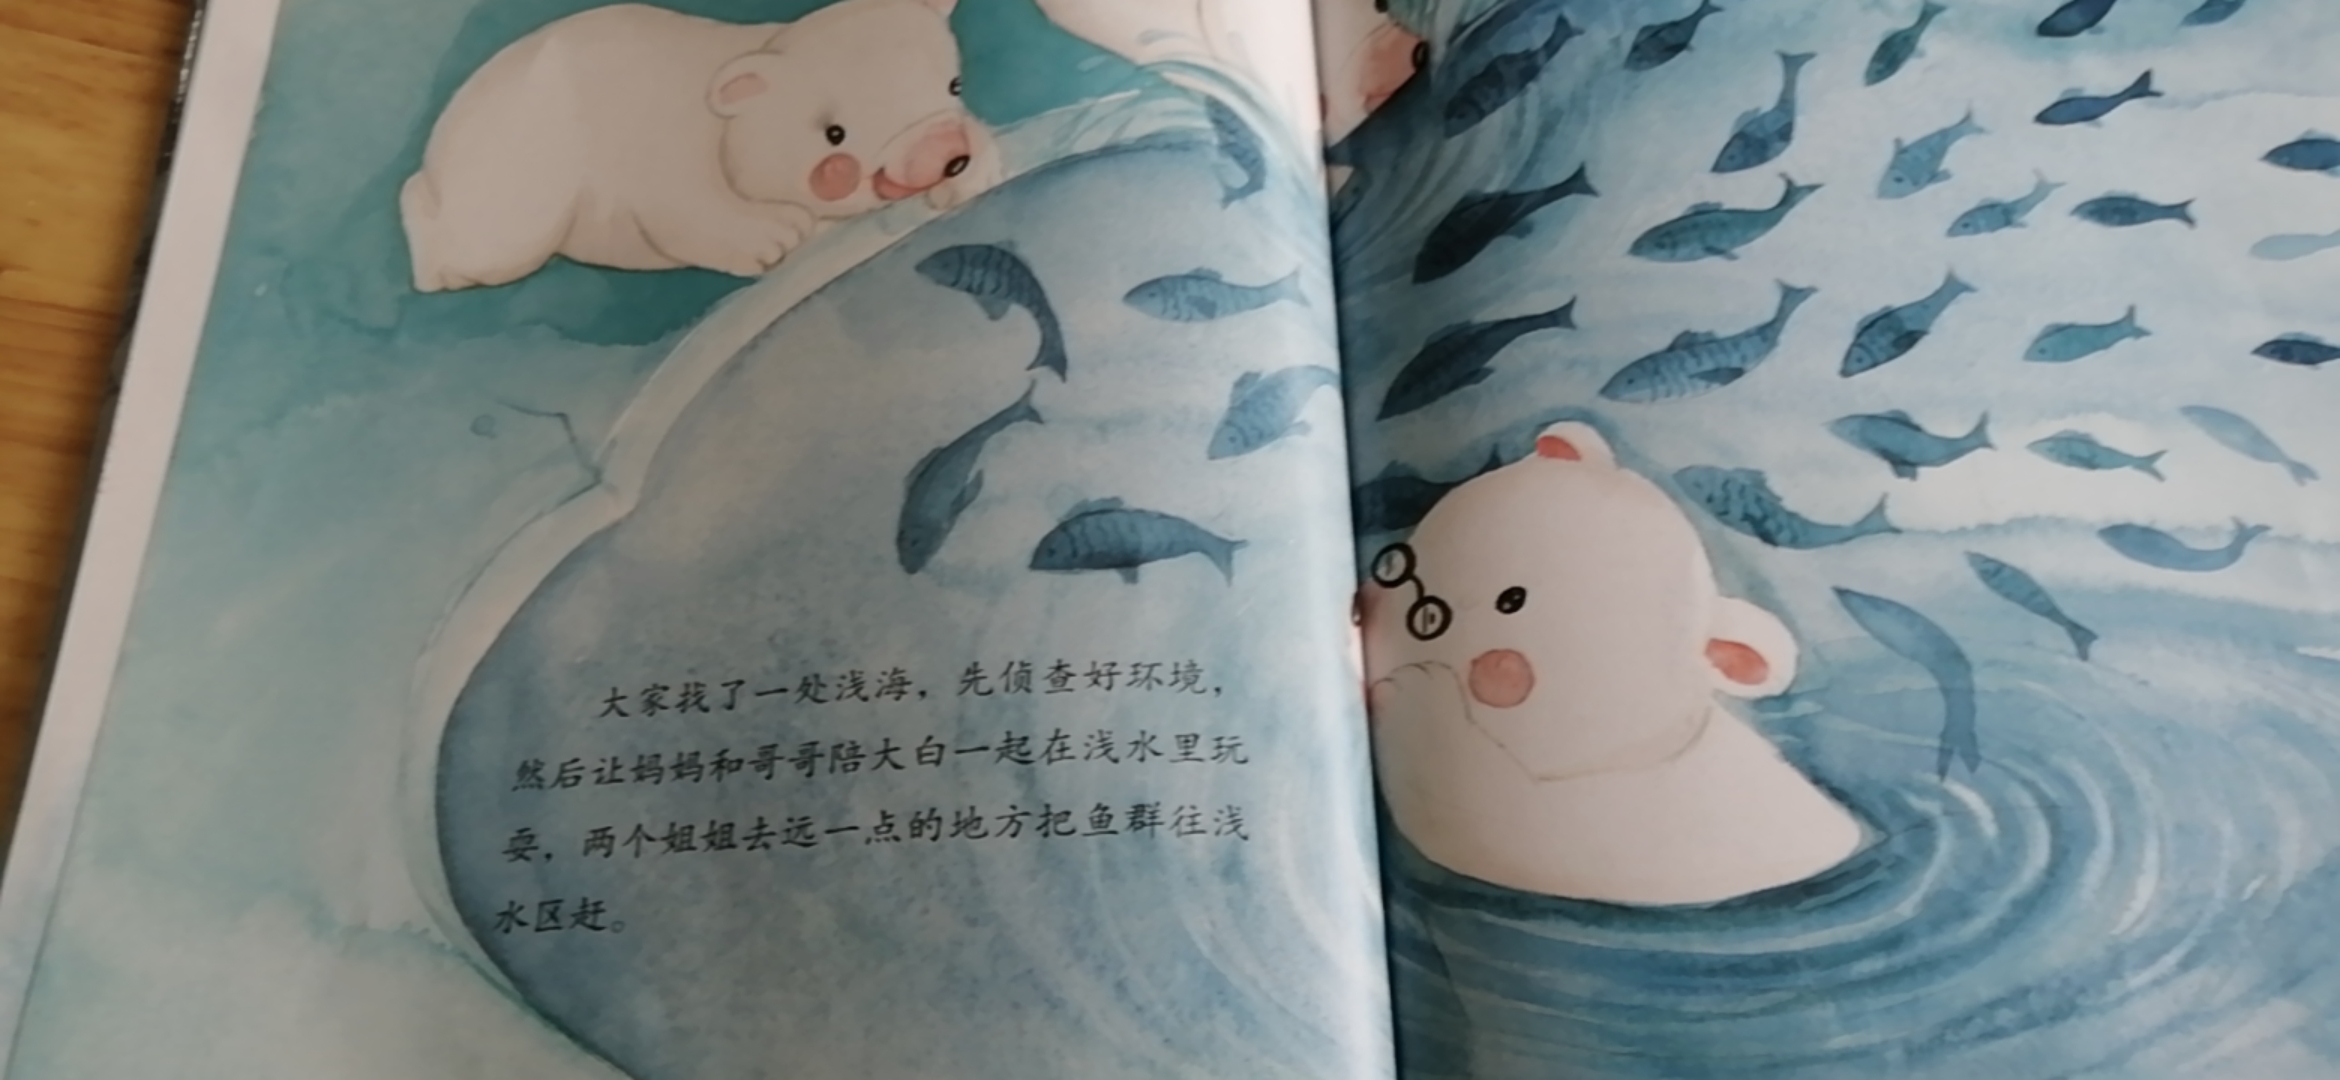 大家找了一处浅海，先侦查好环境，
然后让妈妈和哥哥陪大白一起在浅水里玩
耍，两个姐姐去远一点的地方把鱼群往浅
水区赶。